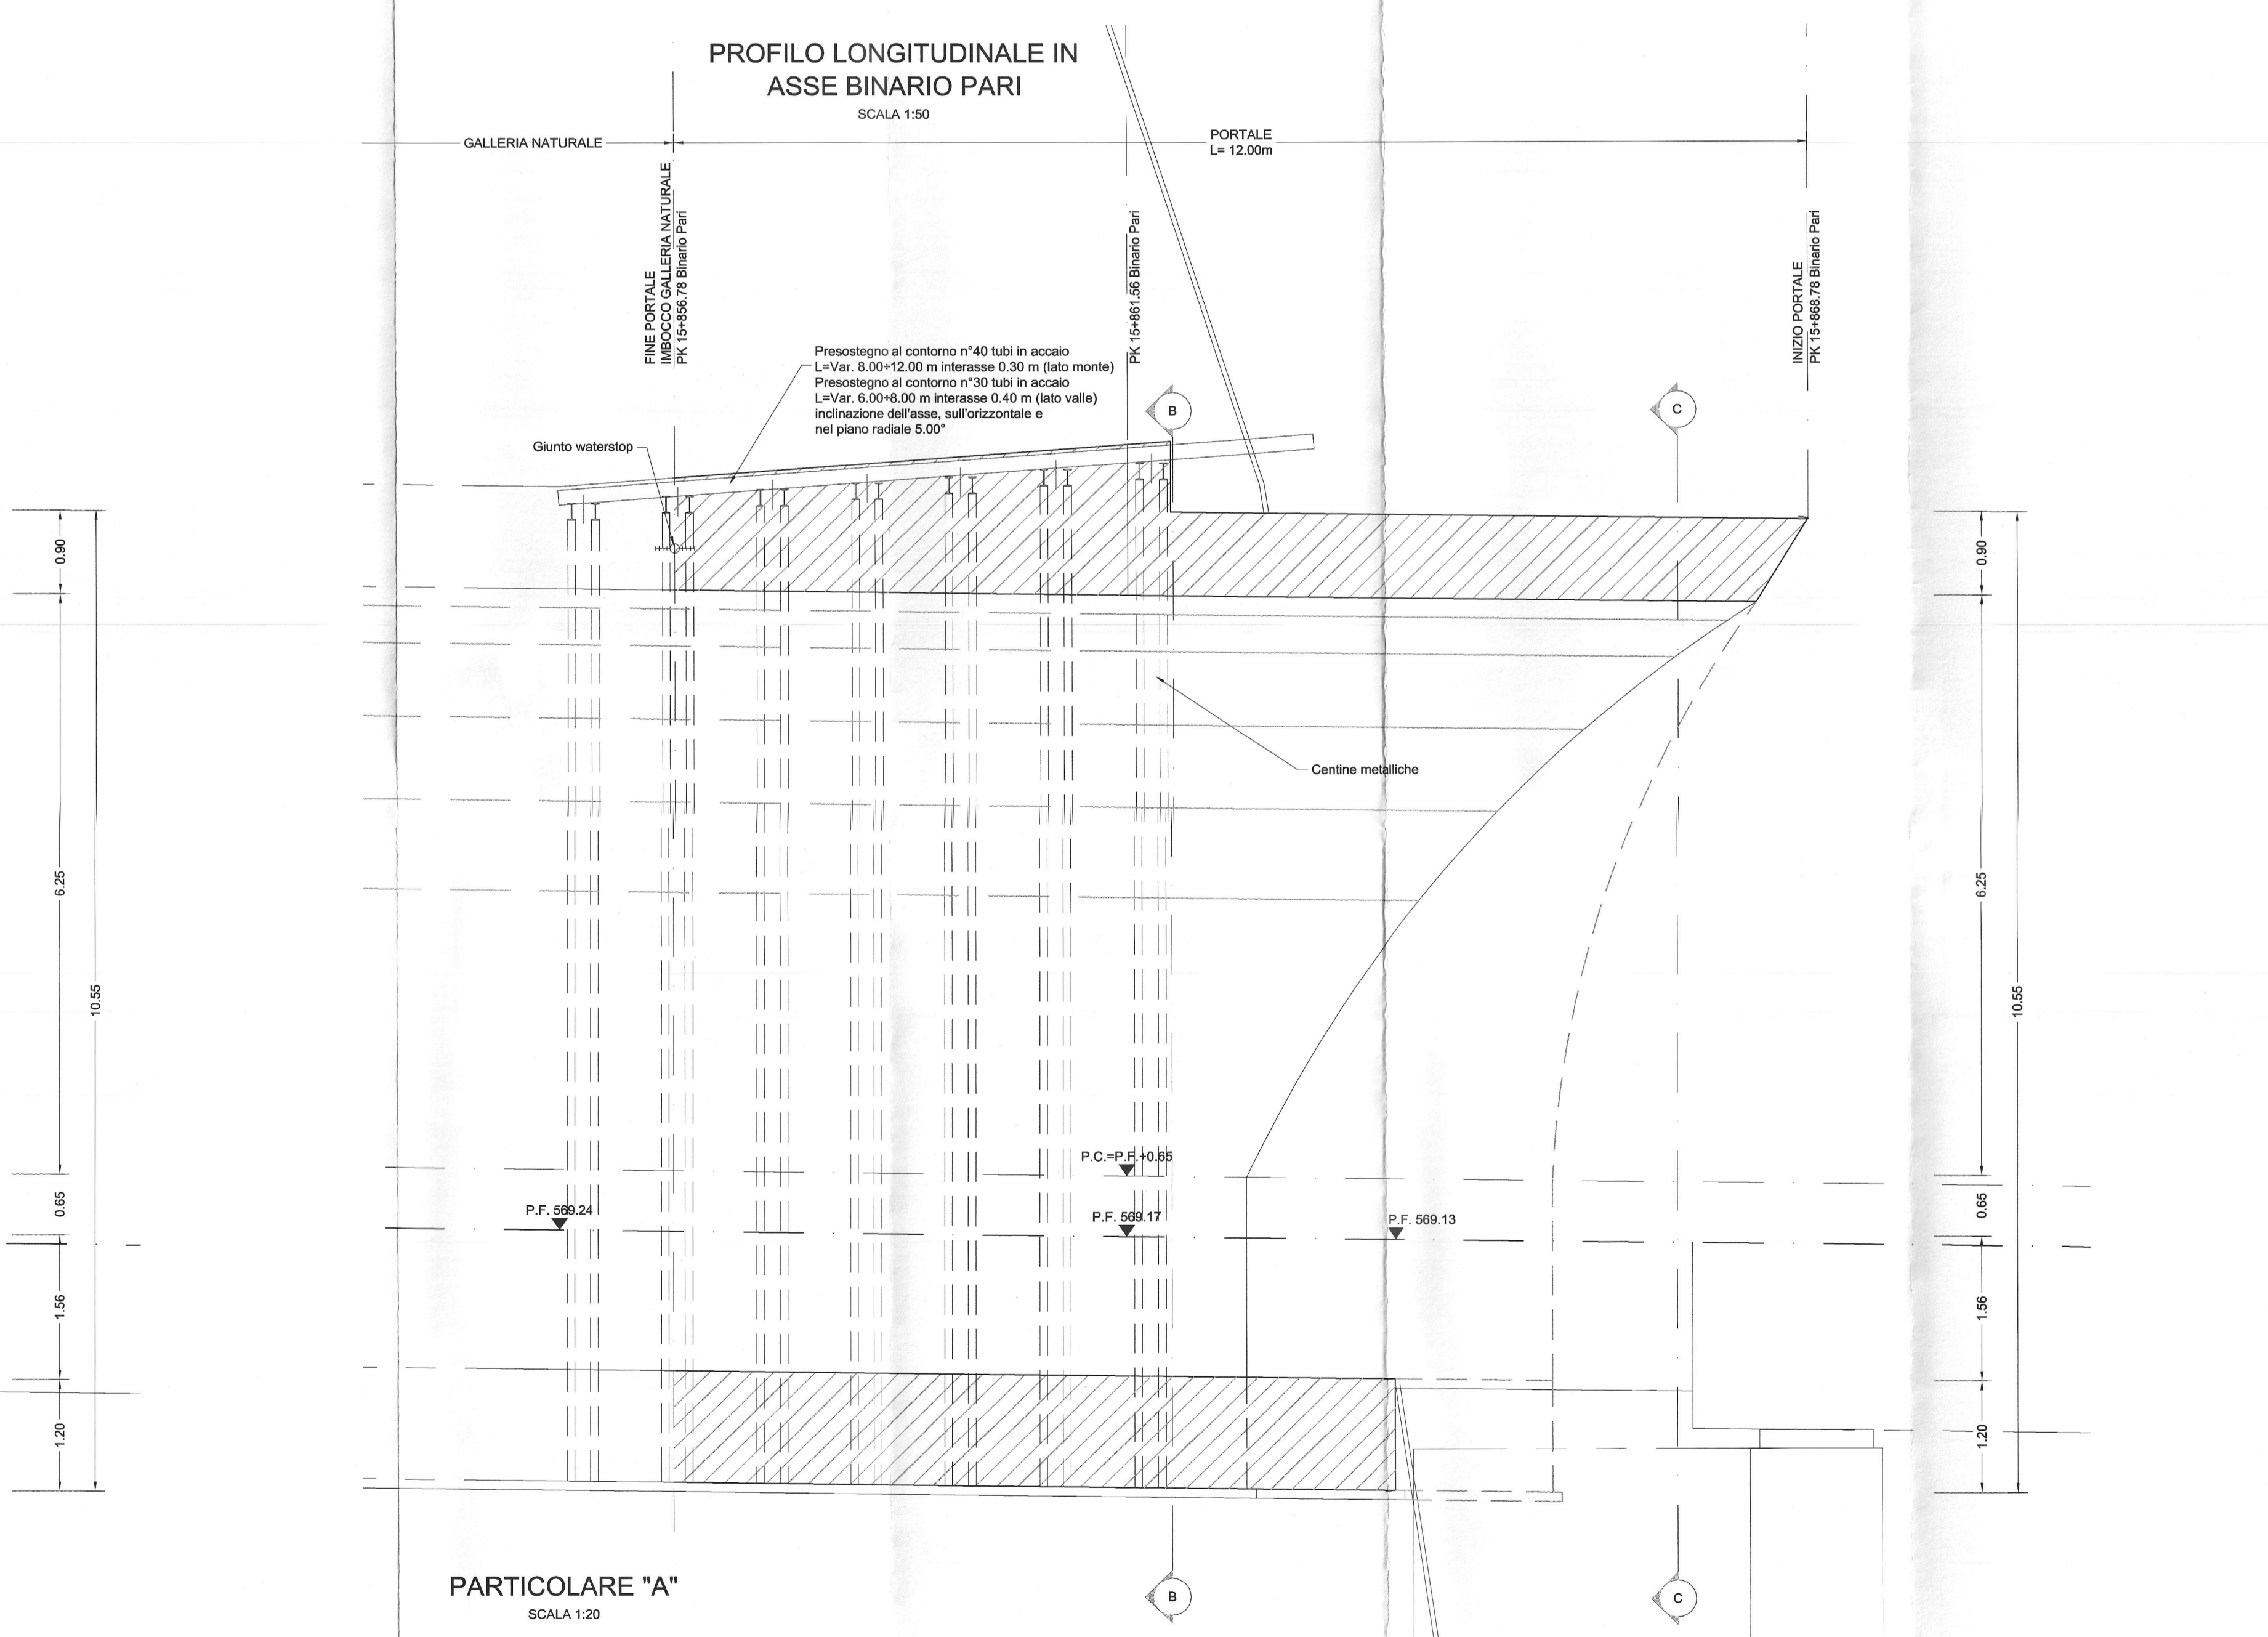 PROFILO LONGITUDINALE IN
ASSE BINARIO PARI
SCALA 1:50
GALLERIA NATURALE
PORTALE
L= 12.00m
FINE PORTALE
IMBOCCO GALLERIA NATURALE
PK 15+856.78 Binario Pari
PK 15+861.56 Binario Pari
INIZIO PORTALE
PK 15+868.78 Binario Pari
Presostegno al contorno n°40 tubi in accaio
L=Var. 8.00÷12.00 m interasse 0.30 m (lato monte)
Presostegno al contorno n°30 tubi in accaio
L=Var. 6.00÷8.00 m interasse 0.40 m (lato valle)
inclinazione dell'asse, sull'orizzontale e
nel piano radiale 5.00°
B
C
Giunto waterstop
0.90
6.25
10.55
0.65
1.56
1.20
Centine metalliche
P.C.=P.F.+0.65
P.F. 569.24
P.F. 569.17
P.F. 569.13
0.90
6.25
10.55
0.65
1.56
1.20
PARTICOLARE "A"
SCALA 1:20
B
C